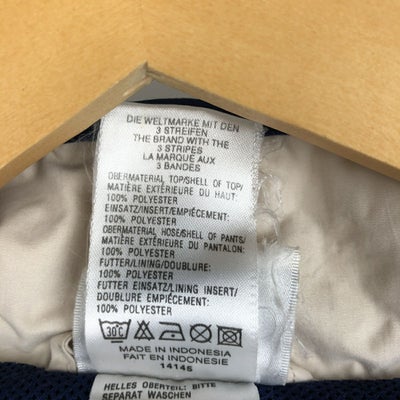 DIE WELTMARKE MIT DEN
3 STREIFEN
THE BRAND WITH THE
3 STRIPES
LA MARQUE AUX
3 BANDES
OBERMATERIAL TOP/SHELL OF TOP/
MATIÈRE EXTÉRIEURE DU HAUT:
100% POLYESTER
EINSATZ/INSERT/EMPIÈCEMENT:
100% POLYESTER
OBERMATERIAL HOSE/SHELL OF PANTS/
MATIÈRE EXTÉRIEURE DU PANTALON:
100% POLYESTER
FUTTER/LINING/DOUBLURE:
100% POLYESTER
FUTTER EINSATZ/LINING INSERT/
DOUBLURE EMPIÈCEMENT:
100% POLYESTER
30°C
MADE IN INDONESIA
FAIT EN INDONESIE
14145
HELLES OBERTEIL: BITTE
SEPARAT WASCHEN